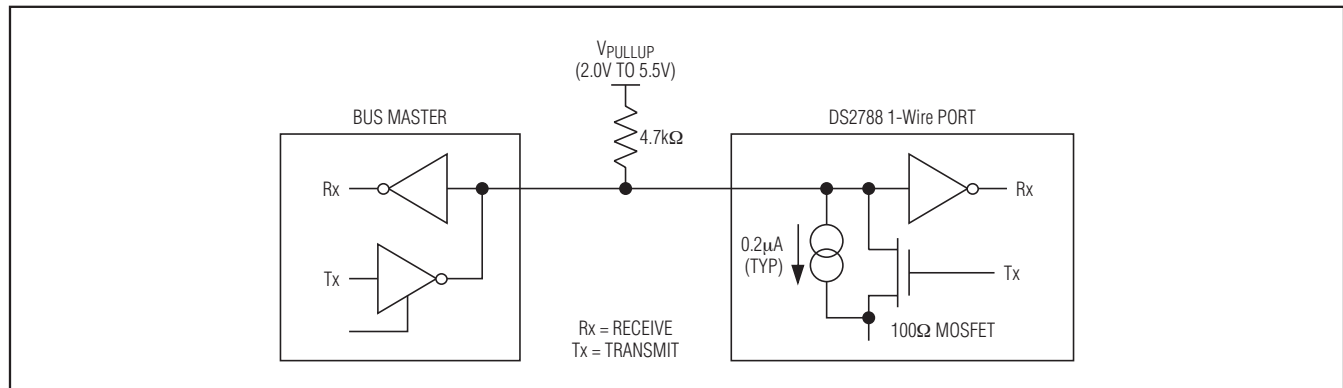 VPULLUP
(2.0V TO 5.5V)
BUS MASTER
DS2788 1-Wire PORT
4.7kΩ
Rx
Rx
0.2μA
(TYP)
Tx
Tx
Rx = RECEIVE
Tx = TRANSMIT
100Ω MOSFET